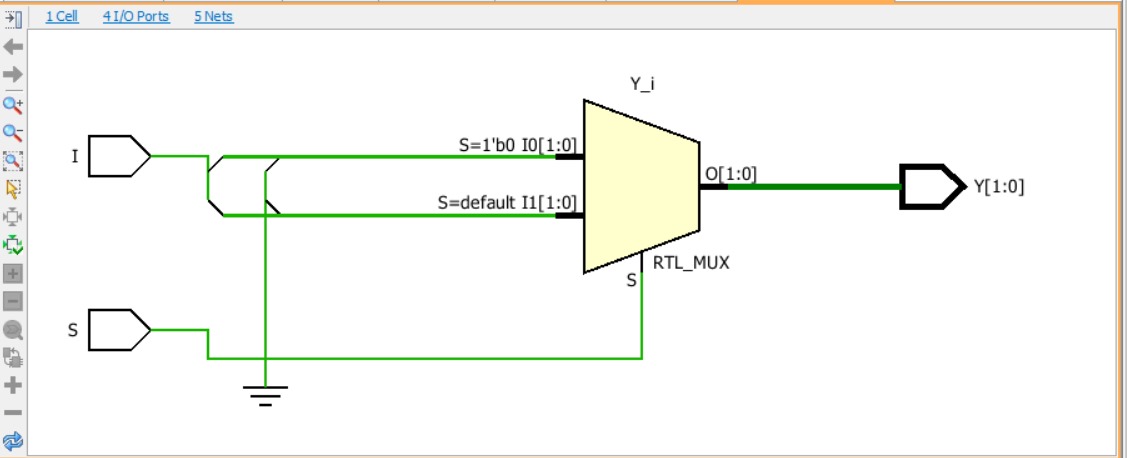 1 Cell 4 I/O Ports 5 Nets
Y_i
I
S=1'b0 I0[1:0]
O[1:0]
Y[1:0]
S=default I1[1:0]
RTL_MUX
S
S